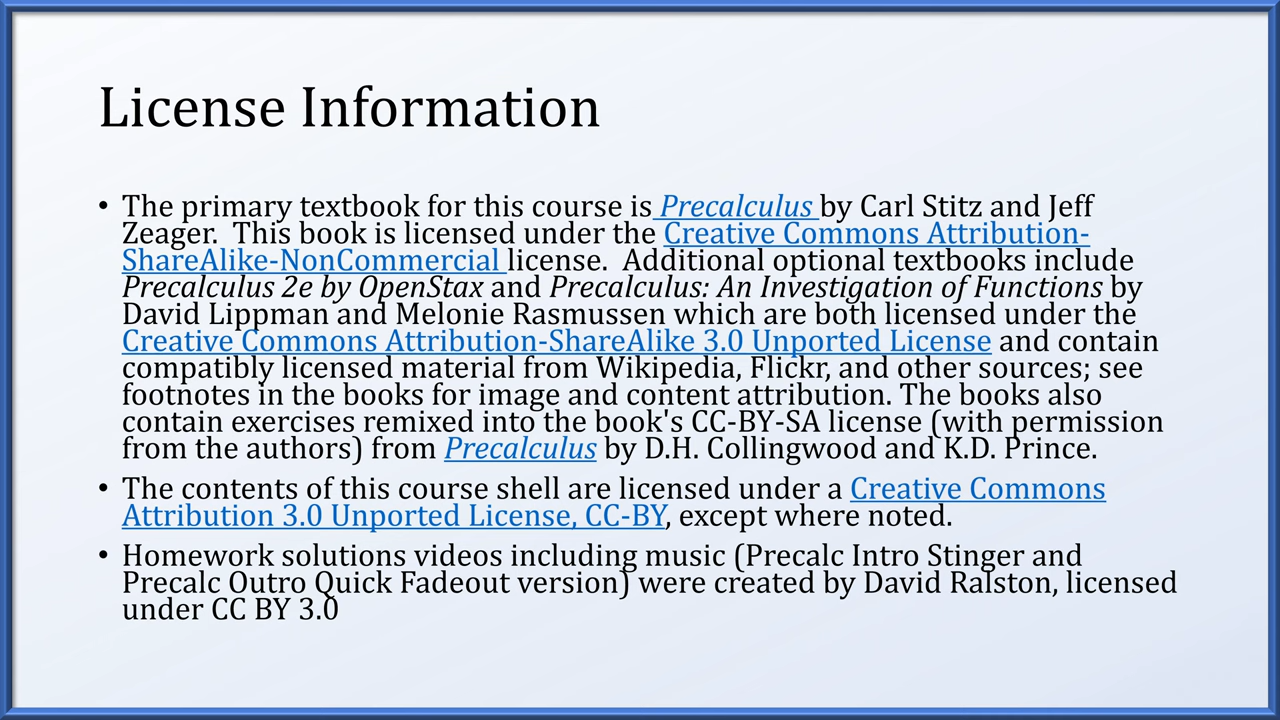 License Information
• The primary textbook for this course is Precalculus by Carl Stitz and Jeff
Zeager.  This book is licensed under the Creative Commons Attribution-
ShareAlike-NonCommercial license.  Additional optional textbooks include
Precalculus 2e by OpenStax and Precalculus: An Investigation of Functions by
David Lippman and Melonie Rasmussen which are both licensed under the
Creative Commons Attribution-ShareAlike 3.0 Unported License and contain
compatibly licensed material from Wikipedia, Flickr, and other sources; see
footnotes in the books for image and content attribution. The books also
contain exercises remixed into the book's CC-BY-SA license (with permission
from the authors) from Precalculus by D.H. Collingwood and K.D. Prince.
• The contents of this course shell are licensed under a Creative Commons
Attribution 3.0 Unported License, CC-BY, except where noted.
• Homework solutions videos including music (Precalc Intro Stinger and
Precalc Outro Quick Fadeout version) were created by David Ralston, licensed
under CC BY 3.0